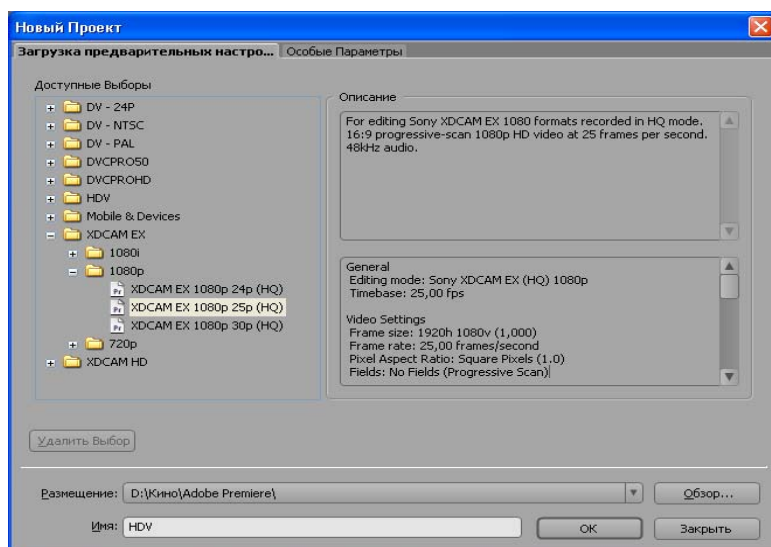 Новый Проект
Загрузка предварительных настро...
Особые Параметры
Доступные Выборы
DV - 24P
DV - NTSC
DV - PAL
DVCPRO50
DVCPROHD
HDV
Mobile & Devices
XDCAM EX
1080i
1080p
XDCAM EX 1080p 24p (HQ)
XDCAM EX 1080p 25p (HQ)
XDCAM EX 1080p 30p (HQ)
720p
XDCAM HD
Описание
For editing Sony XDCAM EX 1080 formats recorded in HQ mode.
16:9 progressive-scan 1080p HD video at 25 frames per second.
48kHz audio.
General
Editing mode: Sony XDCAM EX (HQ) 1080p
Timebase: 25,00 fps
Video Settings
Frame size: 1920h 1080v (1,000)
Frame rate: 25,00 frames/second
Pixel Aspect Ratio: Square Pixels (1.0)
Fields: No Fields (Progressive Scan)
Удалить Выбор
Размещение: D:\Кино\Adobe Premiere\
Обзор...
Имя: HDV
OK
Закрыть